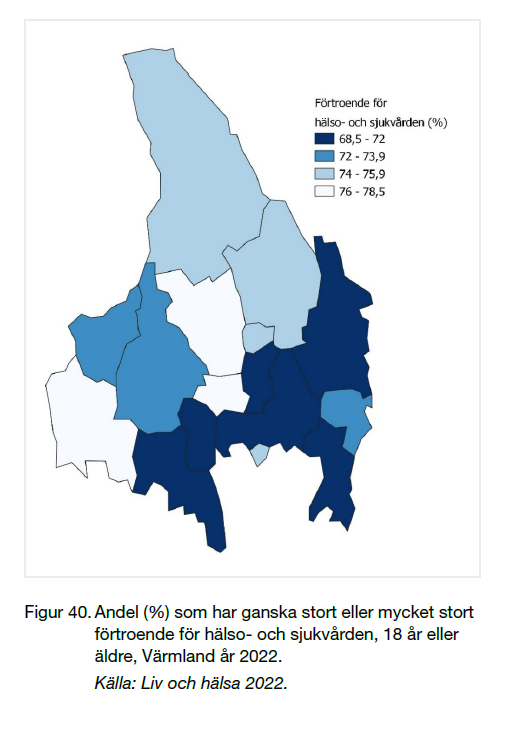 Förtroende för
hälso- och sjukvården (%)
68,5 - 72
72 - 73,9
74 - 75,9
76 - 78,5
Figur 40. Andel (%) som har ganska stort eller mycket stort
förtroende för hälso- och sjukvården, 18 år eller
äldre, Värmland år 2022.
Källa: Liv och hälsa 2022.